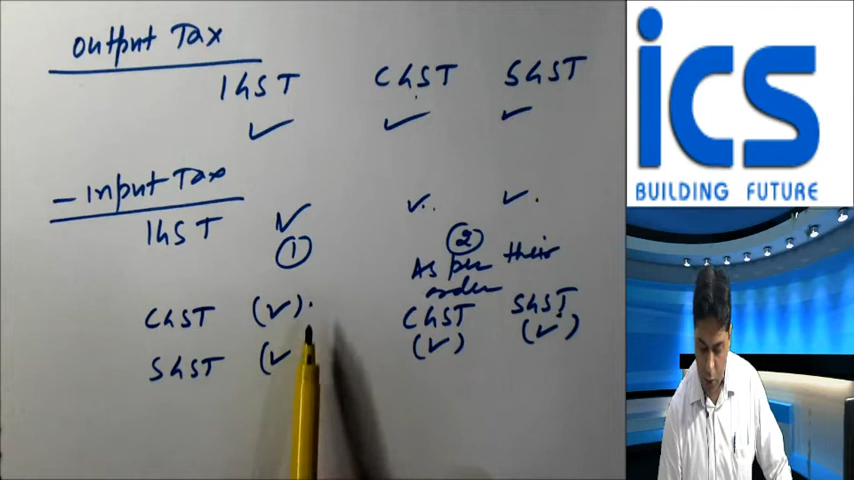 Output Tax
IGST CGST SGST
✓ ✓ ✓
- Input Tax
IGST ✓ ✓. ✓.
① ②
As per their
order
CGST (✓). CGST SGST
SGST (✓ (✓) (✓)
ICS
BUILDING FUTURE